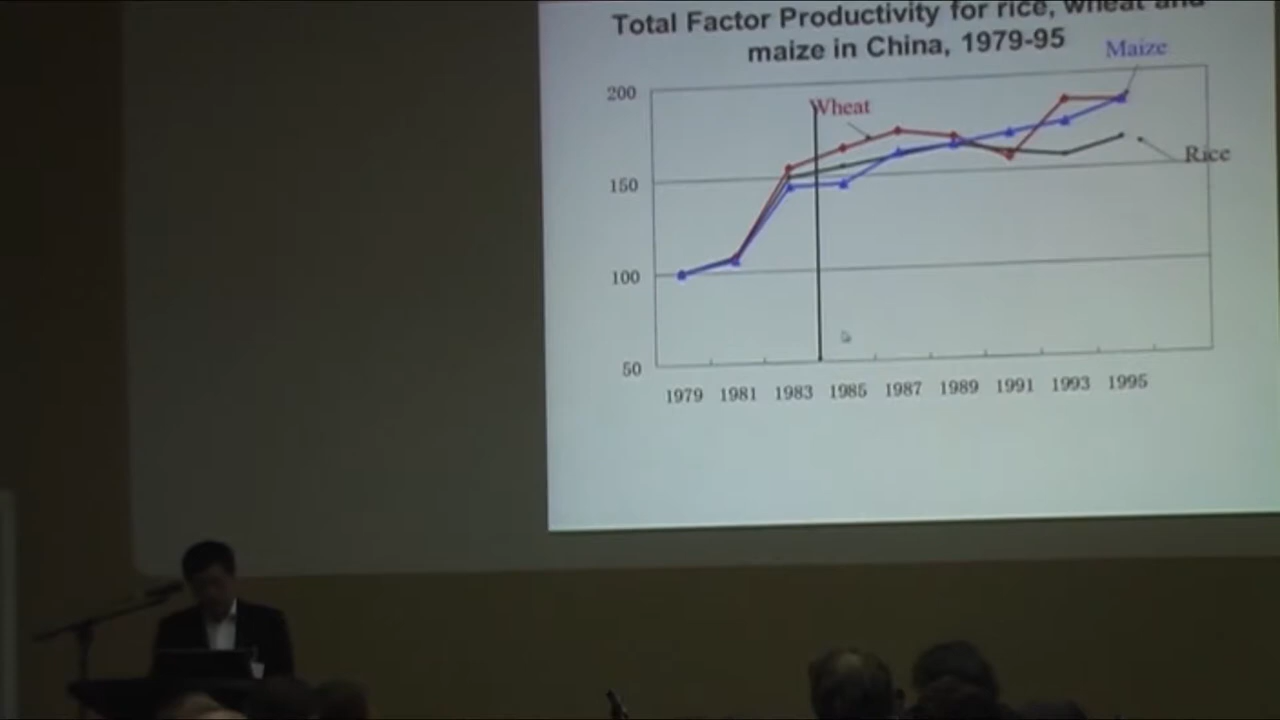 Total Factor Productivity for rice, wheat and
maize in China, 1979-95
Maize
200
Wheat
Rice
150
100
50
1979 1981 1983 1985 1987 1989 1991 1993 1995